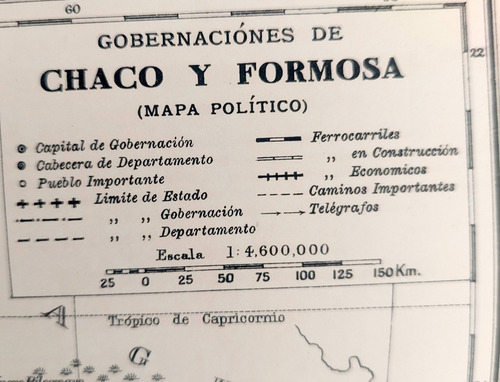 60
GOBERNACIÓNES DE
CHACO Y FORMOSA
(MAPA POLÍTICO)
22
Capital de Gobernación
Cabecera de Departamento
Pueblo Importante
Limite de Estado
,, ,, Gobernación
,, ,, Departamento
Ferrocarriles
,, en Construcción
,, Economicos
Caminos Importantes
Telégrafos
Escala 1:4,600,000
25 0 25 50 75 100 125 150 Km.
A
Trópico de Capricornio
G